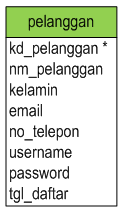 pelanggan
kd_pelanggan *
nm_pelanggan
kelamin
email
no_telepon
username
password
tgl_daftar